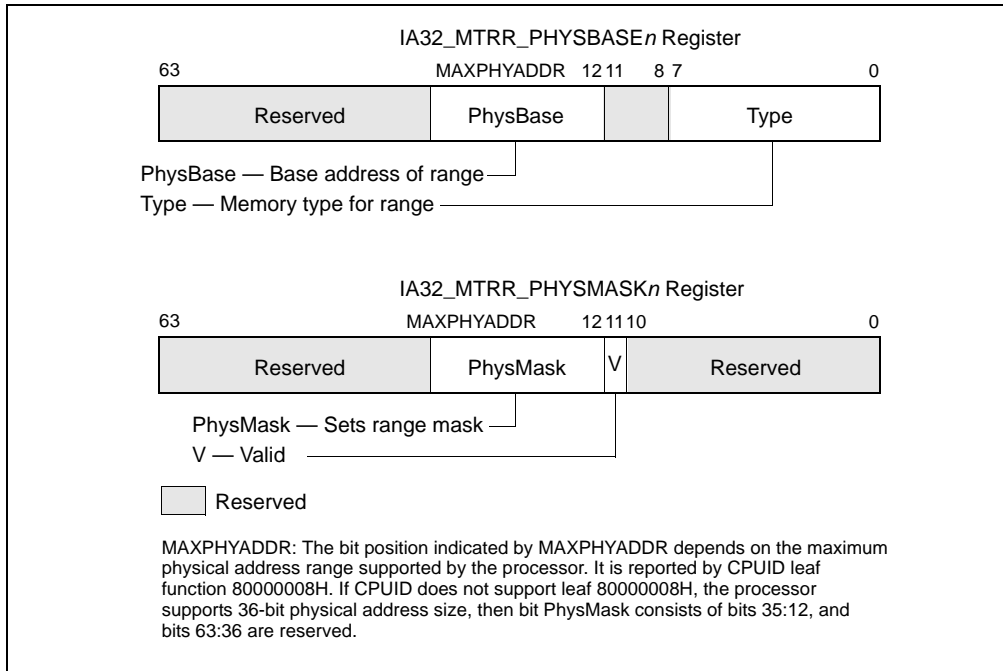 IA32_MTRR_PHYSBASEn Register
63 MAXPHYADDR 12 11 8 7 0
Reserved PhysBase Type
PhysBase — Base address of range
Type — Memory type for range
IA32_MTRR_PHYSMASKn Register
63 MAXPHYADDR 12 11 10 0
Reserved PhysMask V Reserved
PhysMask — Sets range mask
V — Valid
Reserved
MAXPHYADDR: The bit position indicated by MAXPHYADDR depends on the maximum
physical address range supported by the processor. It is reported by CPUID leaf
function 80000008H. If CPUID does not support leaf 80000008H, the processor
supports 36-bit physical address size, then bit PhysMask consists of bits 35:12, and
bits 63:36 are reserved.